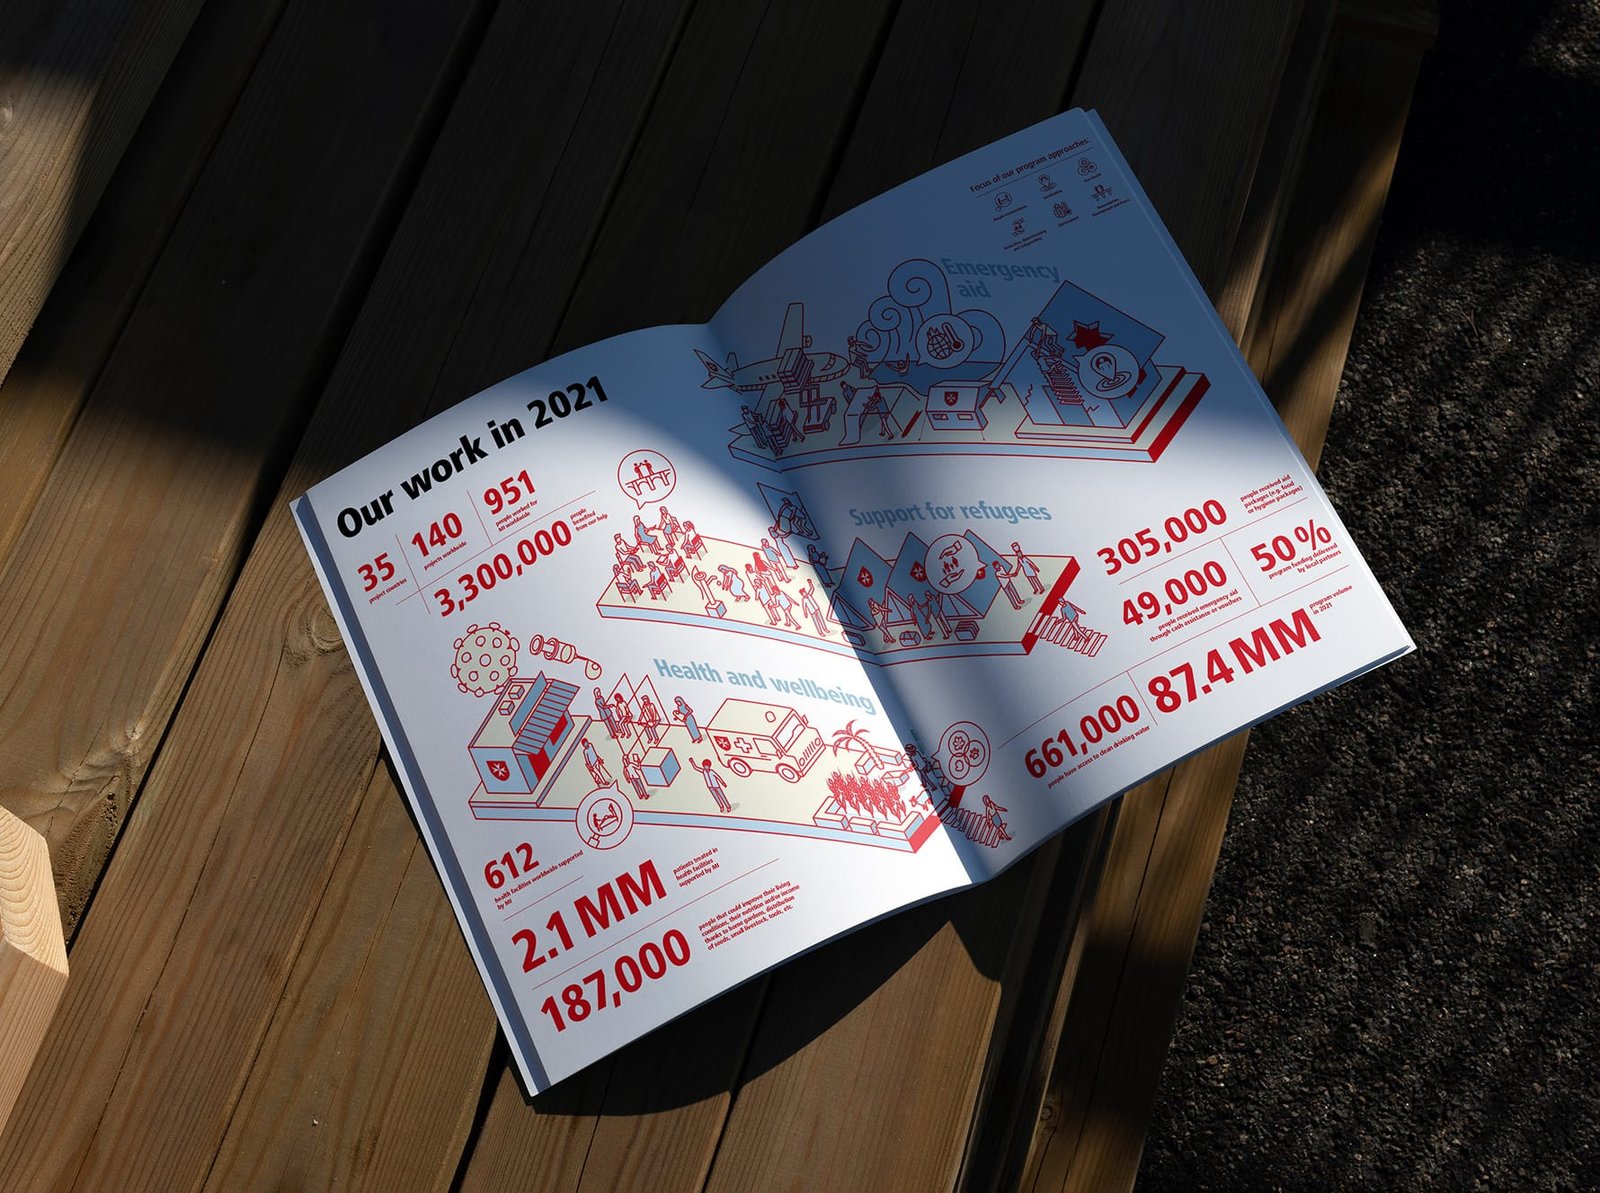 Our work in 2021
35
project countries
140
projects worldwide
951
people worked for
MI worldwide
3,300,000
people
benefited
from our help
Health and wellbeing
612
health facilities worldwide supported
by MI
2.1 MM
patients treated in
health facilities
supported by MI
187,000
people that could improve their living
conditions, their nutrition and/or income
thanks to home gardens, distribution
of seeds, small livestock, tools, etc.
Focus of our program approaches:
Emergency
aid
Support for refugees
305,000
people received aid
packages (e.g. food
or hygiene packages)
49,000
people received emergency aid
through cash assistance or vouchers
50 %
program funding delivered
by local partners
661,000
people have access to clean drinking water
87.4 MM
program volume
in 2021